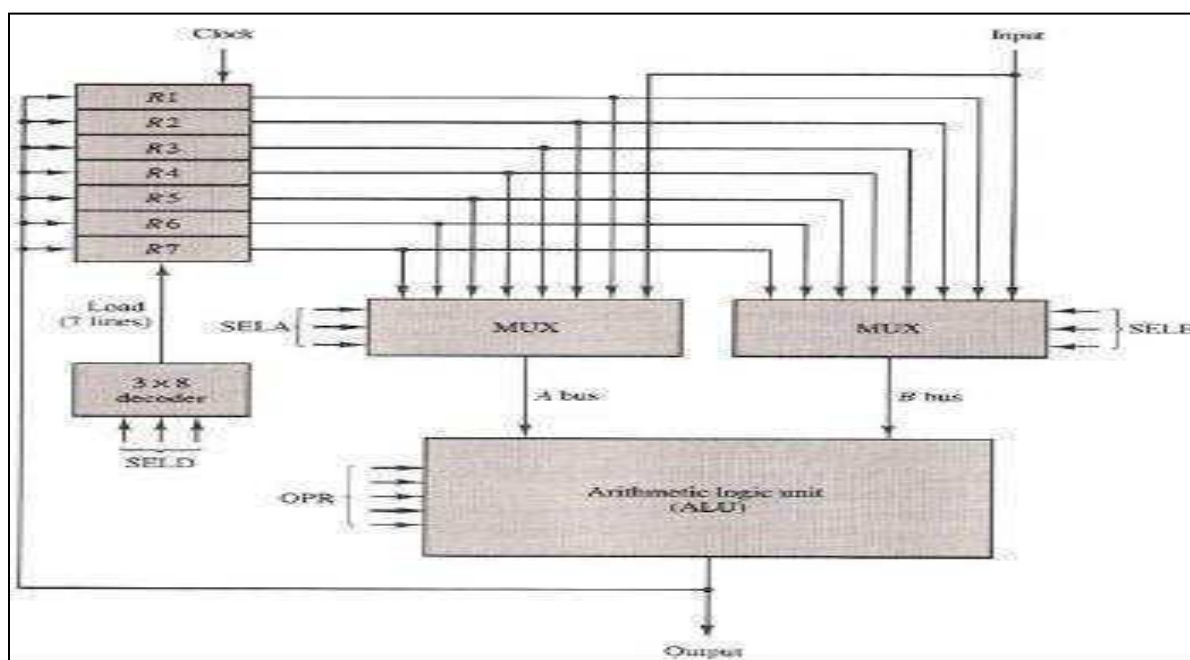 Clock
Input
R1
R2
R3
R4
R5
R6
R7
Load
(7 lines)
SELA
MUX
MUX
SELB
3 × 8
decoder
A bus
B bus
SELD
OPR
Arithmetic logic unit
(ALU)
Output